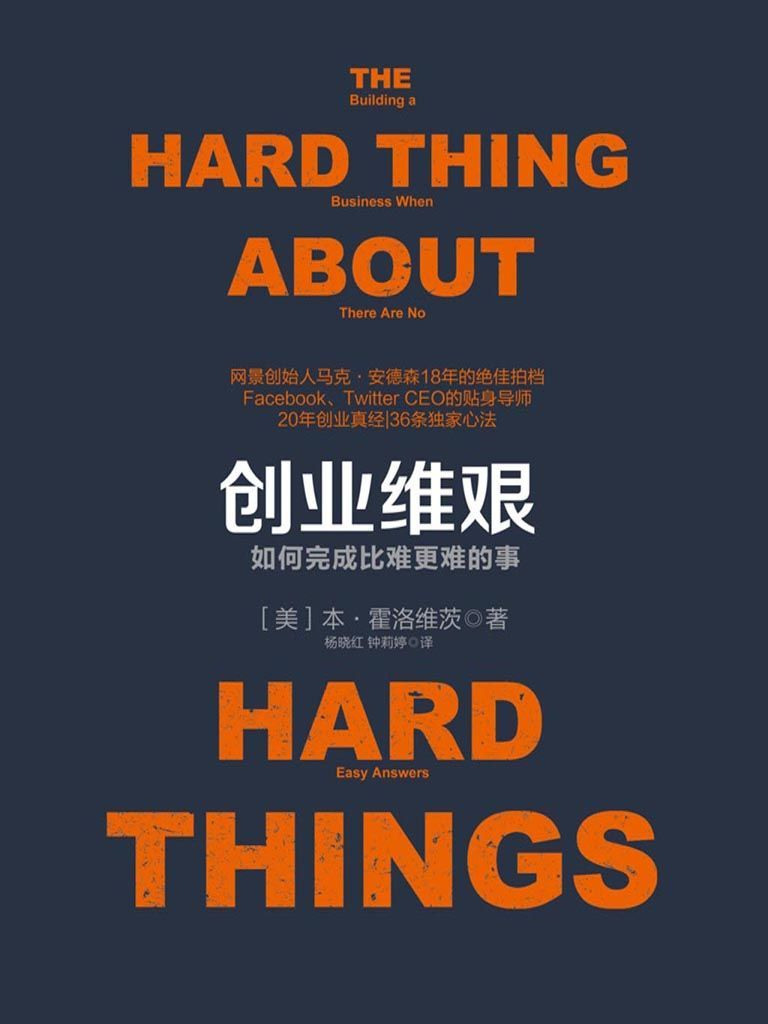 THE
Building a
HARD THING
Business When
ABOUT
There Are No
网景创始人马克·安德森18年的绝佳拍档
Facebook、Twitter CEO的贴身导师
20年创业真经|36条独家心法
创业维艰
如何完成比难更难的事
[美]本·霍洛维茨◎著
杨晓红 钟莉婷◎译
HARD
Easy Answers
THINGS